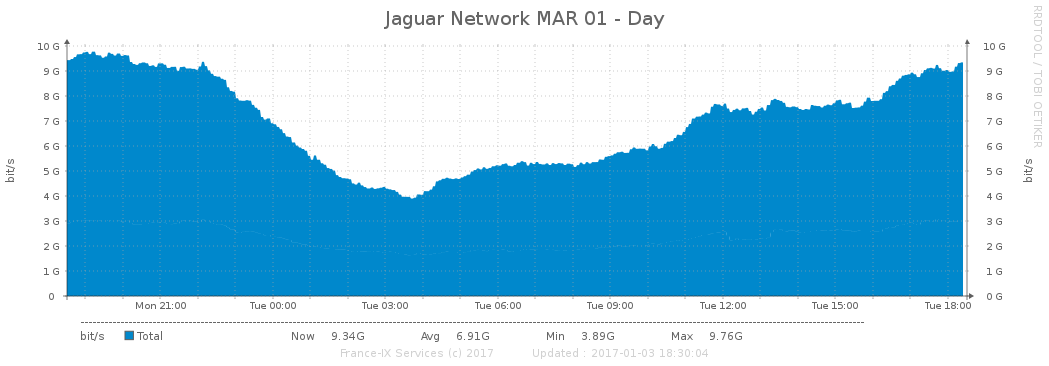 Jaguar Network MAR 01 - Day
RRDTOOL / TOBI OETIKER
10 G 10 G
9 G 9 G
8 G 8 G
7 G 7 G
6 G 6 G
5 G 5 G
4 G 4 G
3 G 3 G
2 G 2 G
1 G 1 G
0 0 G
bit/s
bit/s
Mon 21:00 Tue 00:00 Tue 03:00 Tue 06:00 Tue 09:00 Tue 12:00 Tue 15:00 Tue 18:00
bit/s Total Now 9.34G Avg 6.91G Min 3.89G Max 9.76G
France-IX Services (c) 2017 Updated : 2017-01-03 18:30:04